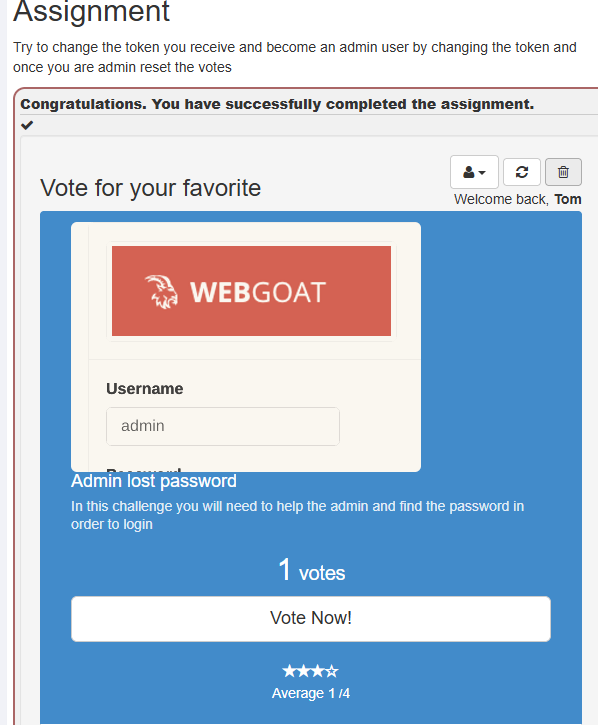 Assignment
Try to change the token you receive and become an admin user by changing the token and
once you are admin reset the votes
Congratulations. You have successfully completed the assignment.
Vote for your favorite
Welcome back, Tom
WEBGOAT
Username
admin
Password
Admin lost password
In this challenge you will need to help the admin and find the password in
order to login
1 votes
Vote Now!
Average 1 /4